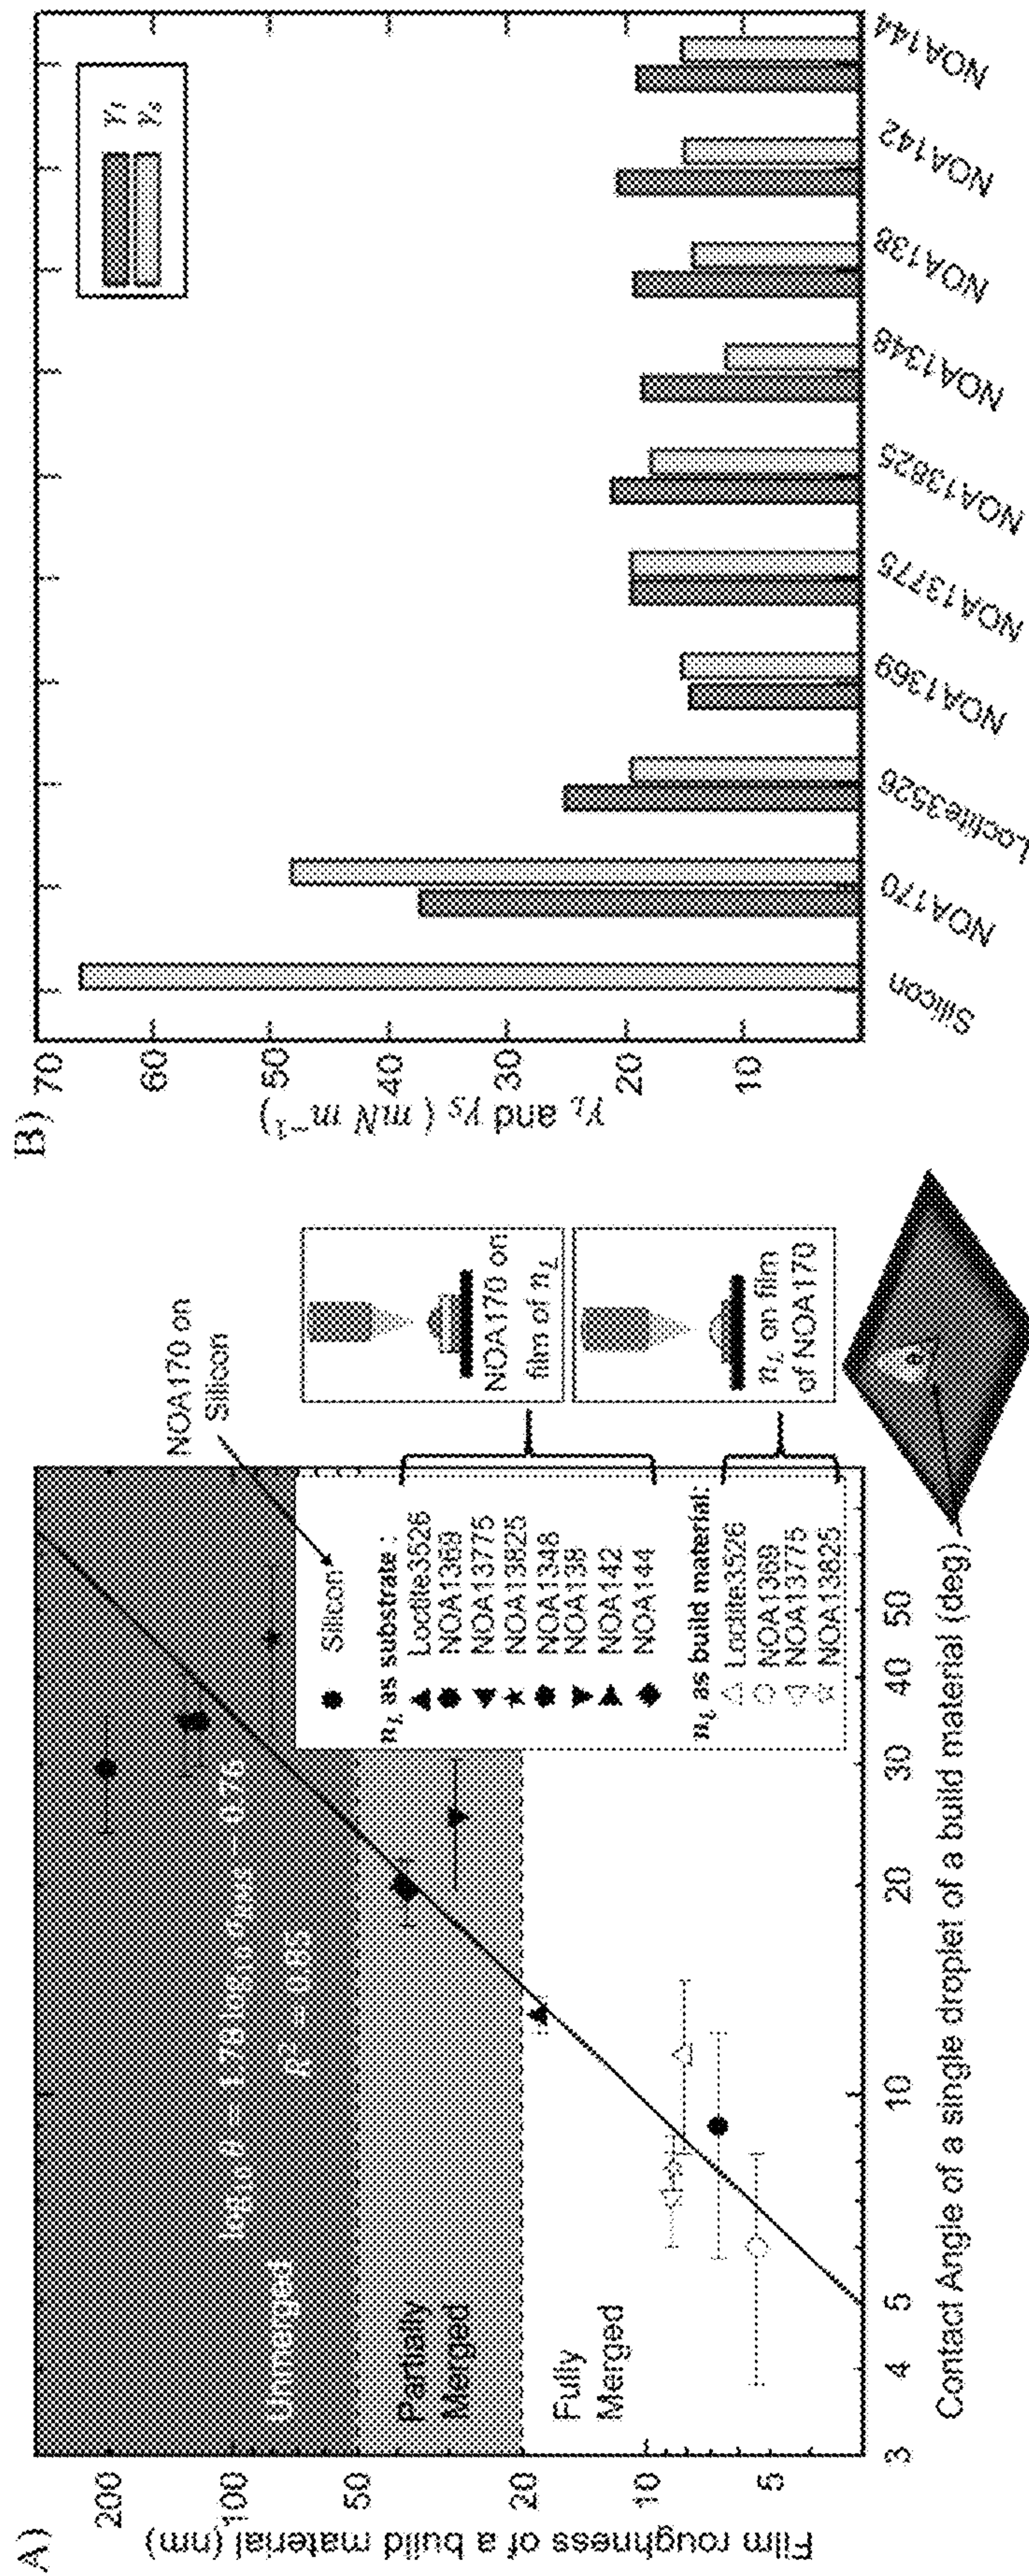 A)
Film roughness of a build material (nm)
200
100
50
20
10
5
Unmerged
R² = 0.85
Partially
Merged
Fully
Merged
NOA170 on
Silicon
Silicon
n_L as substrate :
Loctite3526
NOA1369
NOA13775
NOA13825
NOA1348
NOA138
NOA142
NOA144
n_L as build material:
Loctite3526
NOA1369
NOA13775
NOA13825
NOA170 on
film of n_L
n_L on film
of NOA170
3
4
5
10
20
30
40
50
Contact Angle of a single droplet of a build material (deg)
B)
γ_L and γ_S ( mN m⁻¹)
70
60
50
40
30
20
10
γ_l
γ_s
Silicon
NOA170
Loctite3526
NOA1369
NOA13775
NOA13825
NOA1348
NOA138
NOA142
NOA144